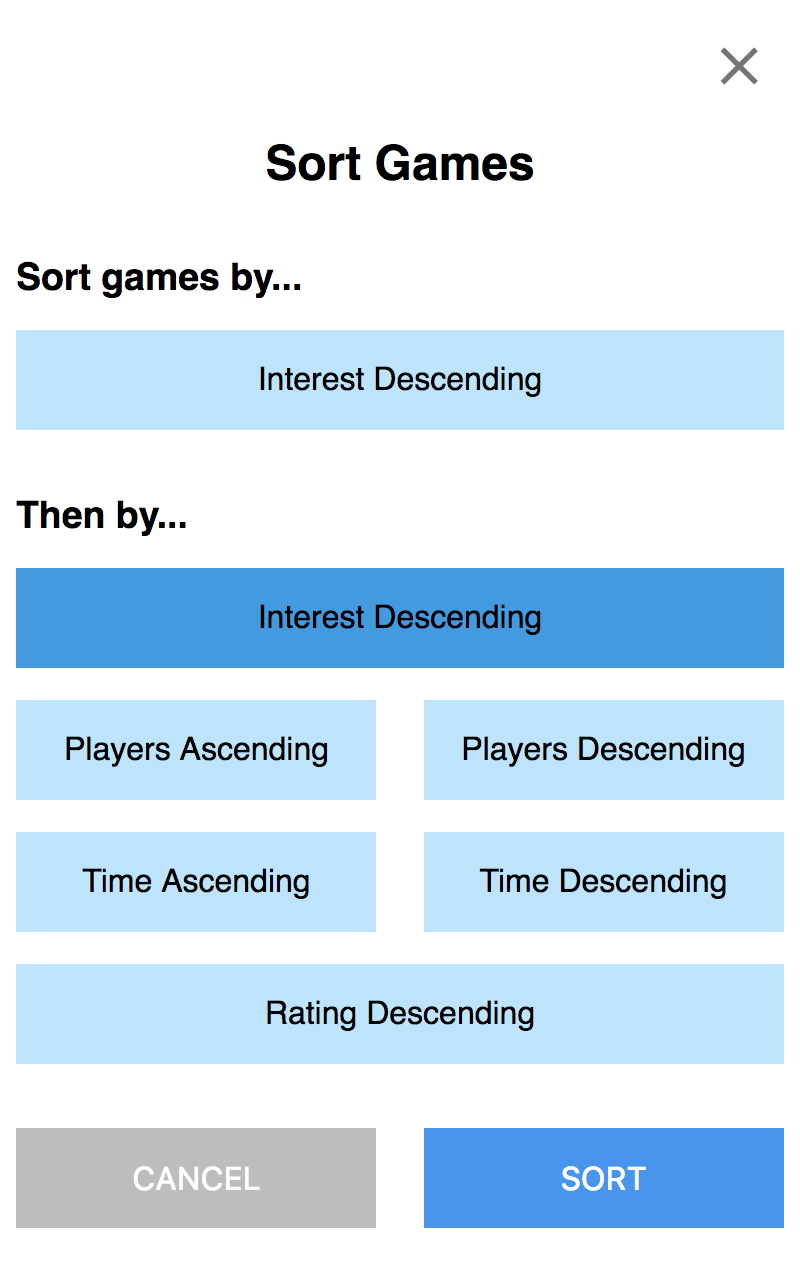 Sort Games
Sort games by...
Interest Descending
Then by...
Interest Descending
Players Ascending
Players Descending
Time Ascending
Time Descending
Rating Descending
CANCEL
SORT